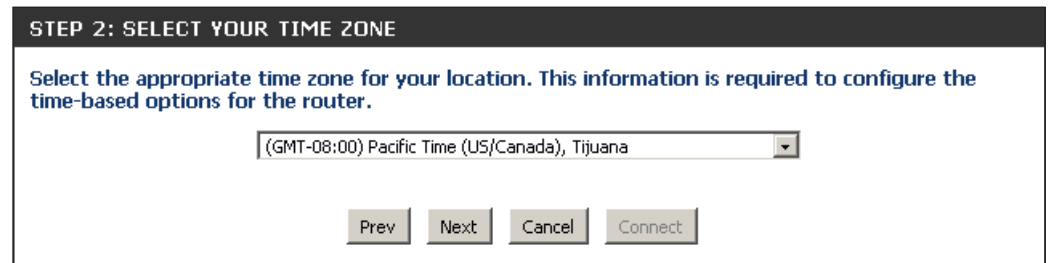 STEP 2: SELECT YOUR TIME ZONE
Select the appropriate time zone for your location. This information is required to configure the
time-based options for the router.
(GMT-08:00) Pacific Time (US/Canada), Tijuana
Prev Next Cancel Connect